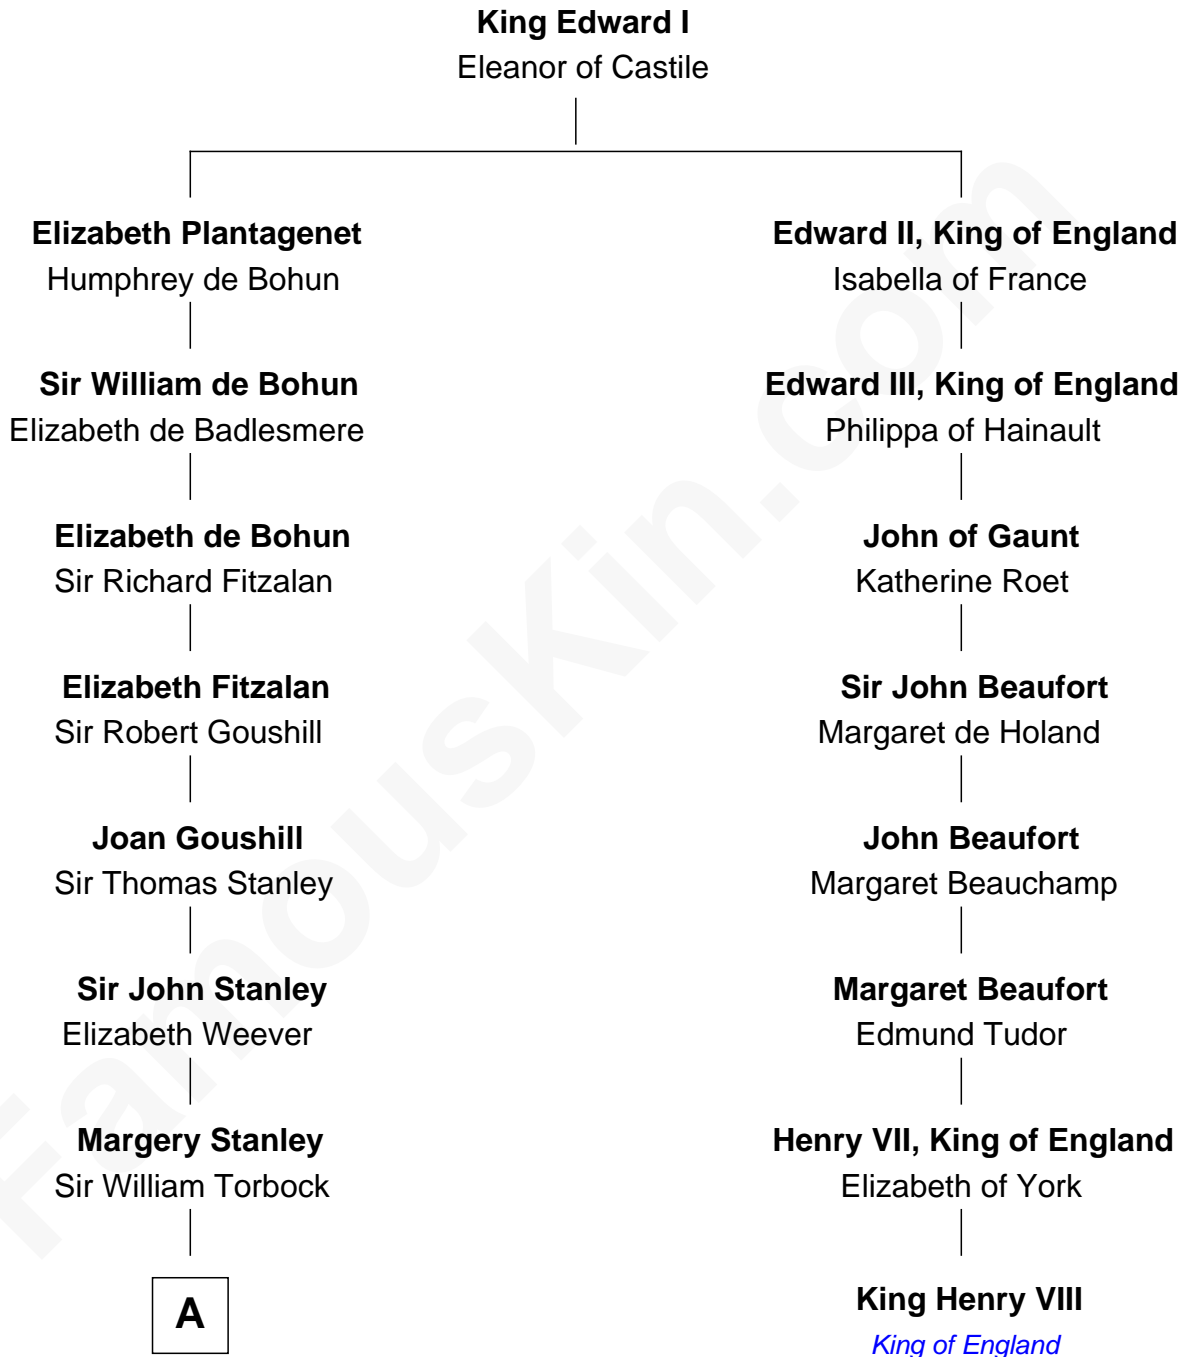 King Edward I
Eleanor of Castile
Elizabeth Plantagenet
Humphrey de Bohun
Edward II, King of England
Isabella of France
Sir William de Bohun
Elizabeth de Badlesmere
Edward III, King of England
Philippa of Hainault
Elizabeth de Bohun
Sir Richard Fitzalan
John of Gaunt
Katherine Roet
Elizabeth Fitzalan
Sir Robert Goushill
Sir John Beaufort
Margaret de Holand
Joan Goushill
Sir Thomas Stanley
John Beaufort
Margaret Beauchamp
Sir John Stanley
Elizabeth Weever
Margaret Beaufort
Edmund Tudor
Margery Stanley
Sir William Torbock
Henry VII, King of England
Elizabeth of York
A
King Henry VIII
King of England
FamousKin.com